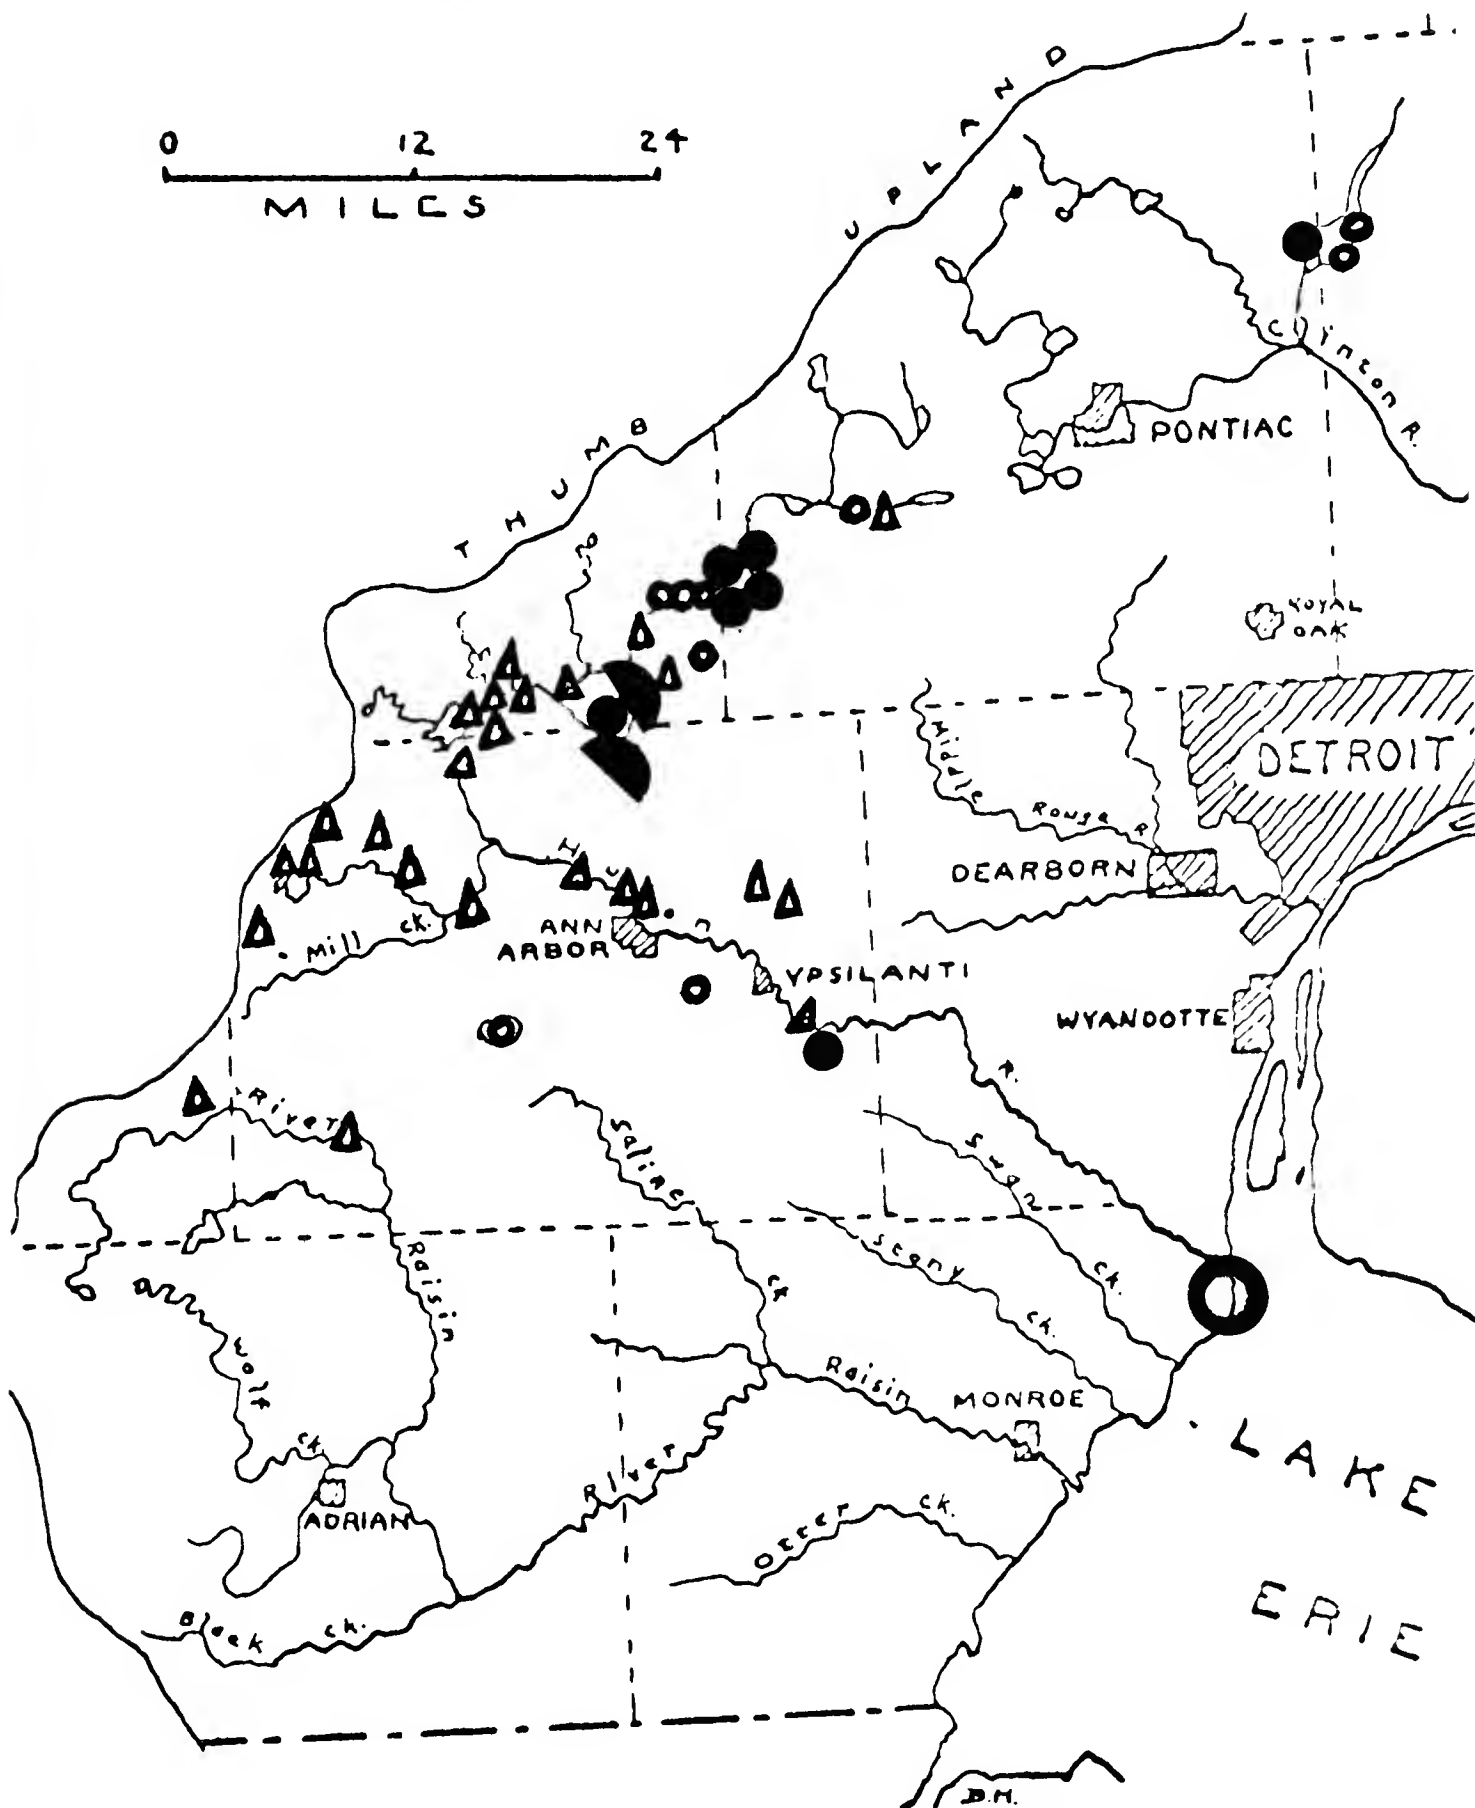 0 12 24
MILES
THUMB UPLAND
Clinton R.
PONTIAC
ROYAL
OAK
DETROIT
Middle Rouge R
DEARBORN
Huron R.
ANN
ARBOR
Mill ck.
YPSILANTI
WYANDOTTE
River Raisin
Saline ck
Swan ck.
Stony ck.
Wolf ck.
Raisin River
MONROE
LAKE
ERIE
ADRIAN
Otter ck.
Black ck.
D.H.